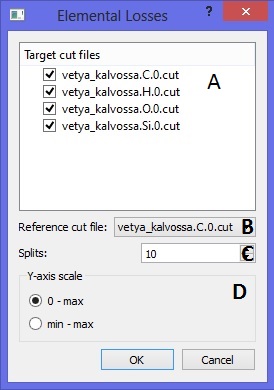 Elemental Losses
Target cut files
A
vetya_kalvossa.C.0.cut
vetya_kalvossa.H.0.cut
vetya_kalvossa.O.0.cut
vetya_kalvossa.Si.0.cut
Reference cut file: vetya_kalvossa.C.0.cut B
Splits: 10 C
Y-axis scale
D
0 - max
min - max
OK Cancel